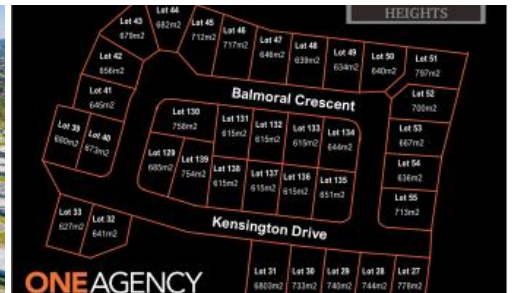 HEIGHTS
Lot 44
682m2
Lot 43
679m2
Lot 45
712m2
Lot 46
717m2
Lot 47
646m2
Lot 48
639m2
Lot 49
634m2
Lot 50
640m2
Lot 51
797m2
Lot 42
656m2
Lot 41
646m2
Lot 52
700m2
Balmoral Crescent
Lot 39
680m2
Lot 40
673m2
Lot 130
758m2
Lot 131
615m2
Lot 132
615m2
Lot 133
615m2
Lot 134
644m2
Lot 53
667m2
Lot 129
685m2
Lot 139
754m2
Lot 138
615m2
Lot 137
615m2
Lot 136
615m2
Lot 135
651m2
Lot 54
636m2
Lot 55
713m2
Lot 33
627m2
Lot 32
641m2
Kensington Drive
Lot 31
6803m2
Lot 30
733m2
Lot 29
740m2
Lot 28
744m2
Lot 27
778m2
ONEAGENCY